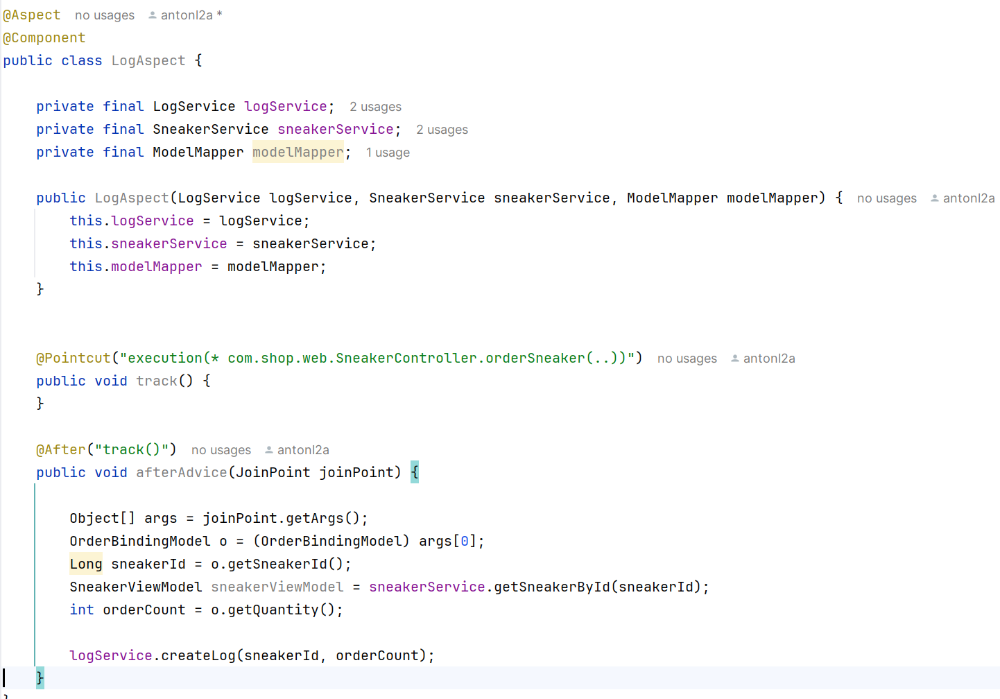 @Aspect no usages antonl2a *
@Component
public class LogAspect {
private final LogService logService; 2 usages
private final SneakerService sneakerService; 2 usages
private final ModelMapper modelMapper; 1 usage
public LogAspect(LogService logService, SneakerService sneakerService, ModelMapper modelMapper) { no usages antonl2a
this.logService = logService;
this.sneakerService = sneakerService;
this.modelMapper = modelMapper;
}
@Pointcut("execution(* com.shop.web.SneakerController.orderSneaker(..))") no usages antonl2a
public void track() {
}
@After("track()") no usages antonl2a
public void afterAdvice(JoinPoint joinPoint) {
Object[] args = joinPoint.getArgs();
OrderBindingModel o = (OrderBindingModel) args[0];
Long sneakerId = o.getSneakerId();
SneakerViewModel sneakerViewModel = sneakerService.getSneakerById(sneakerId);
int orderCount = o.getQuantity();
logService.createLog(sneakerId, orderCount);
}
}